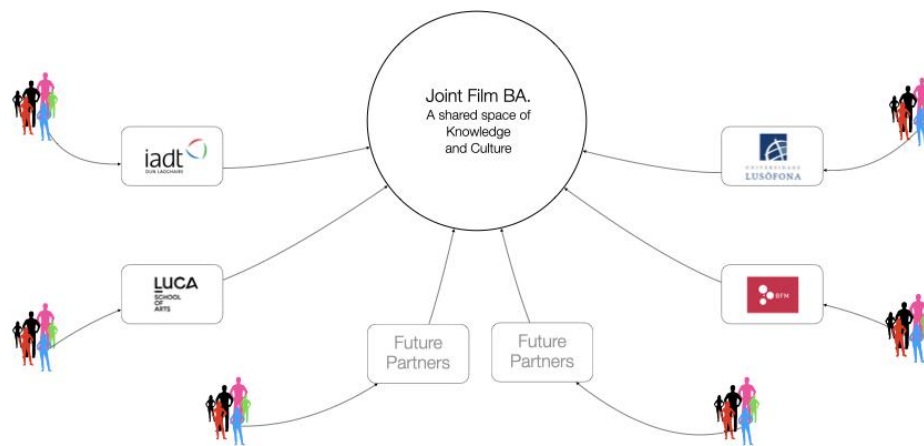 Joint Film BA.
A shared space of
Knowledge
and Culture
iadt
DUN LAOGHAIRE
UNIVERSIDADE
LUSÓFONA
LUCA
SCHOOL
OF
ARTS
BFM
Future
Partners
Future
Partners